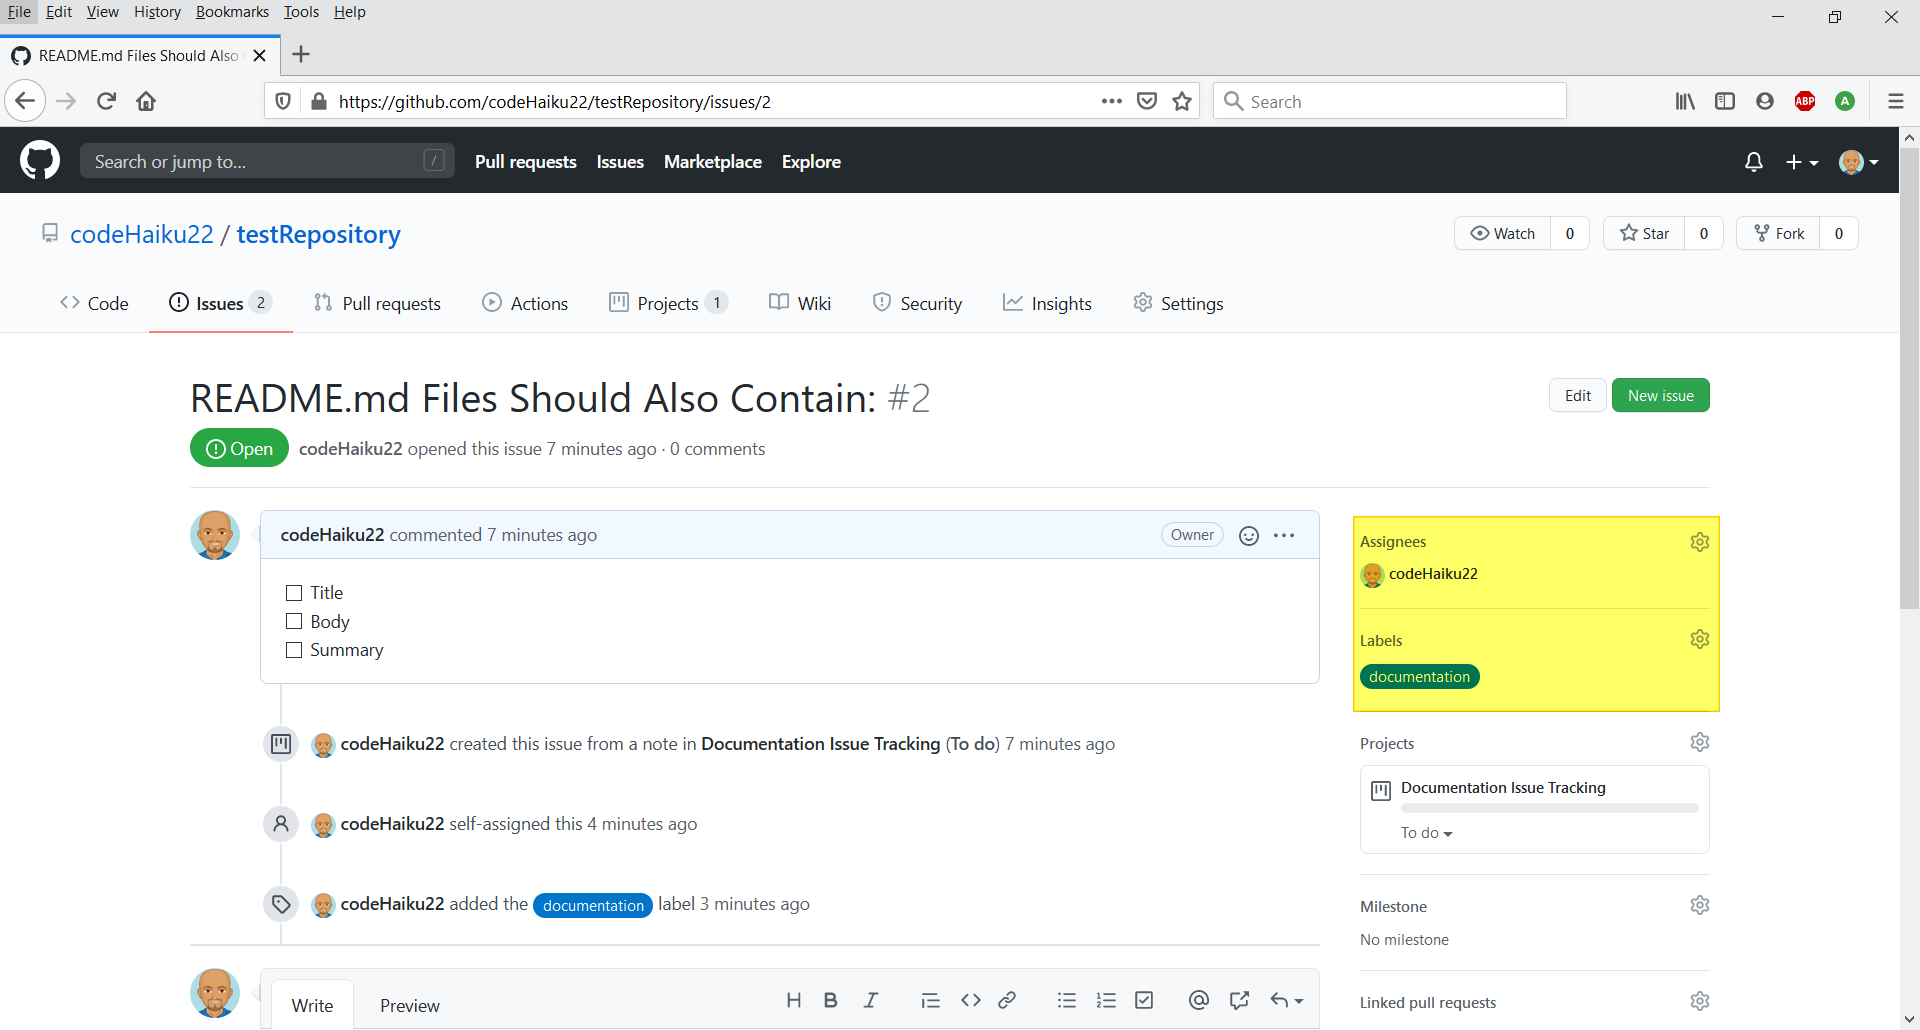 File Edit View History Bookmarks Tools Help
README.md Files Should Also
https://github.com/codeHaiku22/testRepository/issues/2
Search
ABP
A
Search or jump to... /
Pull requests Issues Marketplace Explore
codeHaiku22 / testRepository
Watch 0 Star 0 Fork 0
Code Issues 2 Pull requests Actions Projects 1 Wiki Security Insights Settings
README.md Files Should Also Contain: #2
Edit New issue
Open codeHaiku22 opened this issue 7 minutes ago · 0 comments
codeHaiku22 commented 7 minutes ago Owner
Title
Body
Summary
codeHaiku22 created this issue from a note in Documentation Issue Tracking (To do) 7 minutes ago
codeHaiku22 self-assigned this 4 minutes ago
codeHaiku22 added the documentation label 3 minutes ago
Write Preview
H B I
Assignees
codeHaiku22
Labels
documentation
Projects
Documentation Issue Tracking
To do
Milestone
No milestone
Linked pull requests